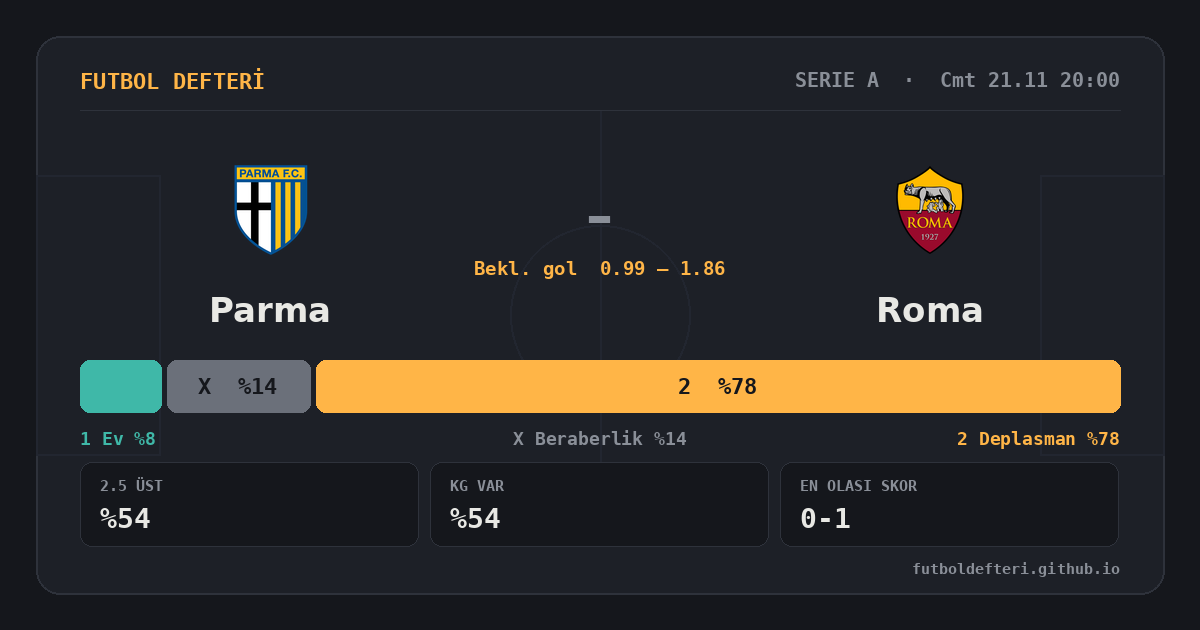 FUTBOL DEFTERİ
SERIE A · Cmt 21.11 20:00
PARMA F.C.
ROMA
1927
–
Bekl. gol 0.99 – 1.86
Parma
Roma
X %14
2 %78
1 Ev %8
X Beraberlik %14
2 Deplasman %78
2.5 ÜST
KG VAR
EN OLASI SKOR
%54
%54
0-1
futboldefteri.github.io